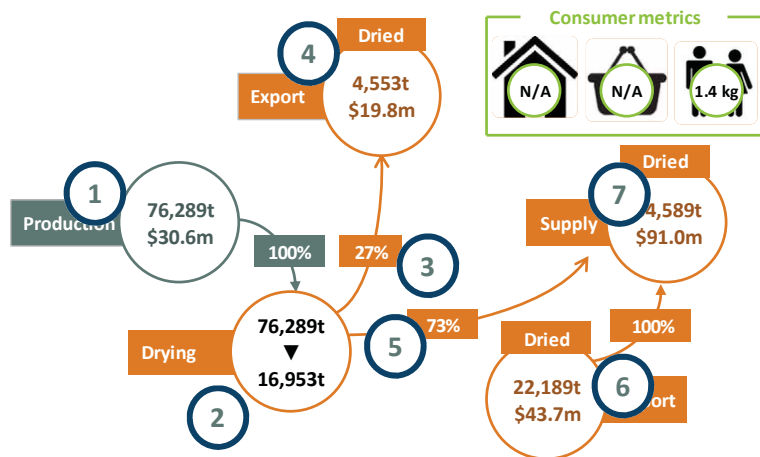 Consumer metrics
N/A
N/A
1.4 kg
4
Dried
Export
4,553t
$19.8m
1
Production
76,289t
$30.6m
100%
27%
3
7
Dried
Supply
4,589t
$91.0m
Drying
76,289t
▼
16,953t
2
5
73%
Dried
100%
22,189t
$43.7m
6
ort